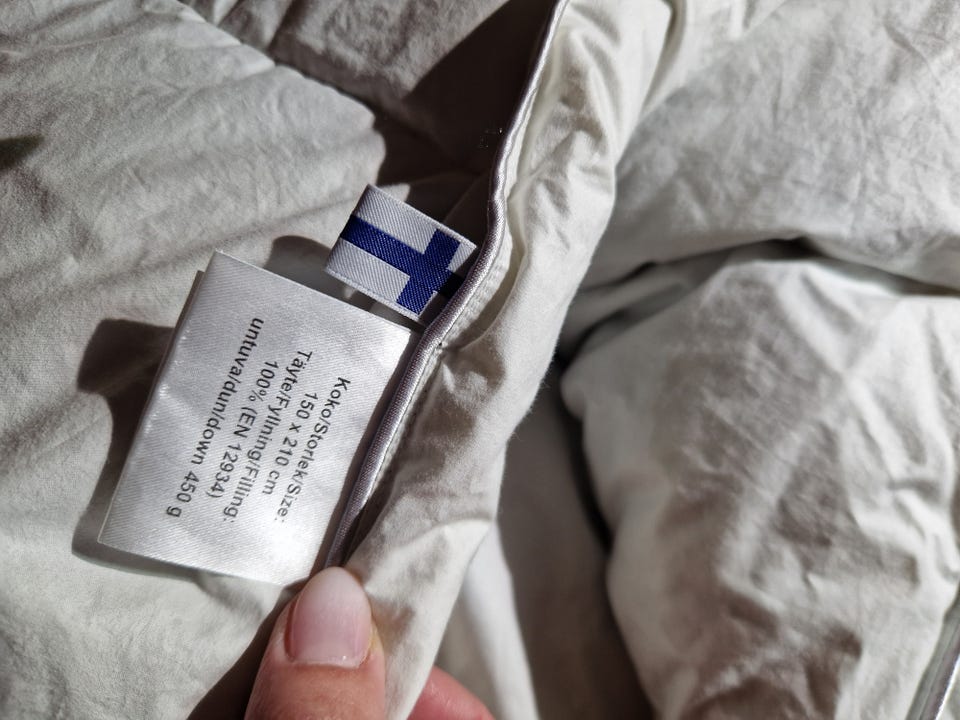 Koko/Storlek/Size:
150 x 210 cm
Täyte/Fyllning/Filling:
100% (EN 12934)
untuva/dun/down 450 g